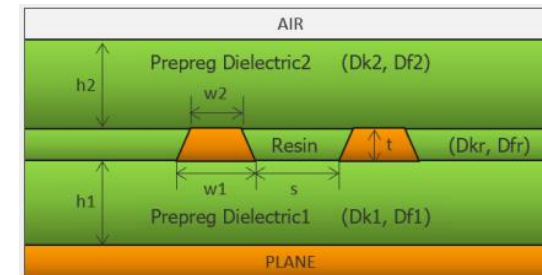 AIR
Prepreg Dielectric2 (Dk2, Df2)
h2
w2
Resin
t
(Dkr, Dfr)
w1
s
h1
Prepreg Dielectric1 (Dk1, Df1)
PLANE